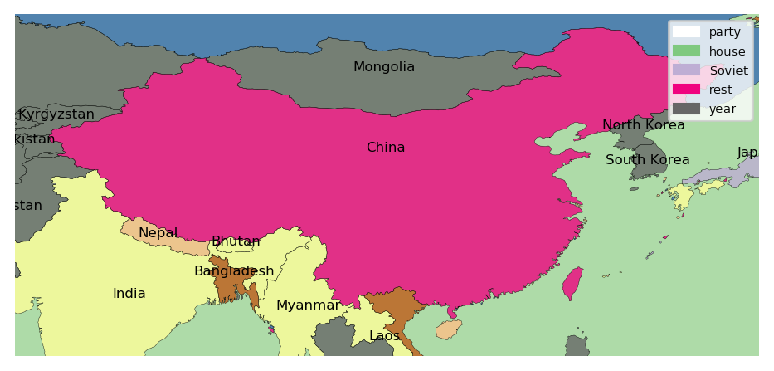 party
house
Soviet
rest
year
Mongolia
Kyrgyzstan
kistan
China
North Korea
South Korea
Jap
stan
Nepal
Bhutan
Bangladesh
India
Myanmar
Laos